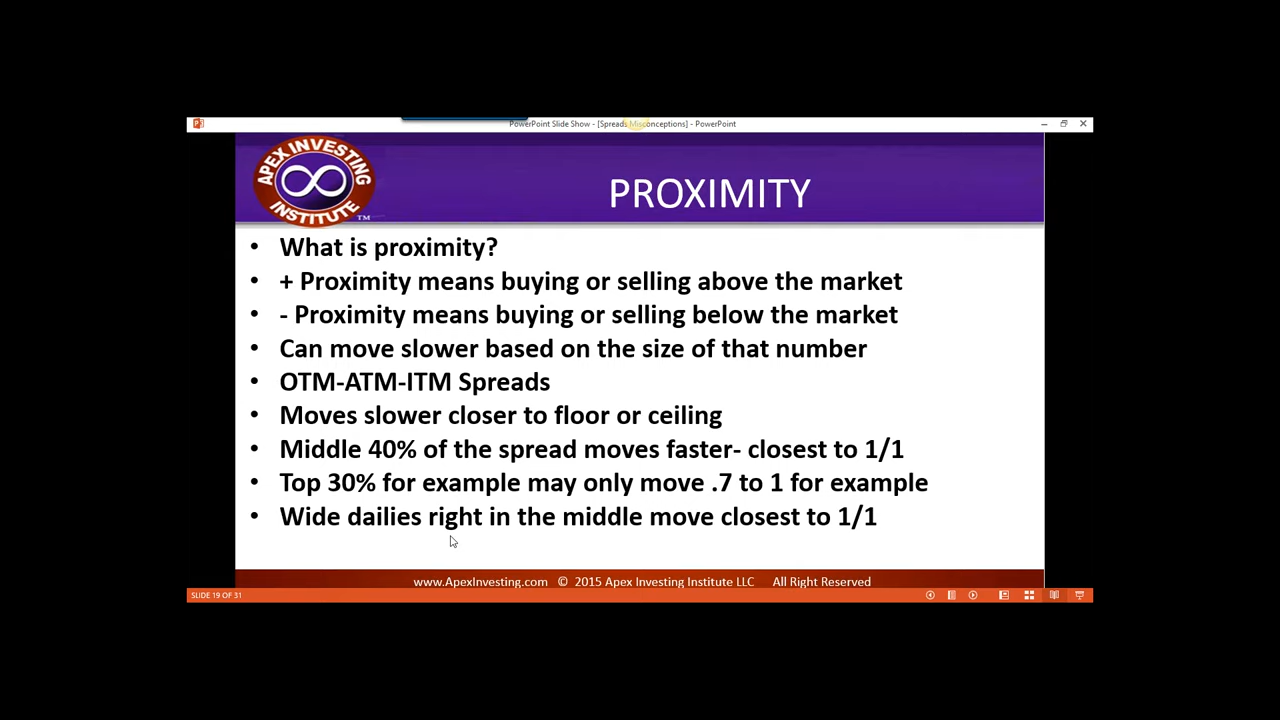 PowerPoint Slide Show - [Spreads Misconceptions] - PowerPoint
APEX INVESTING
INSTITUTE
TM
PROXIMITY
• What is proximity?
• + Proximity means buying or selling above the market
• - Proximity means buying or selling below the market
• Can move slower based on the size of that number
• OTM-ATM-ITM Spreads
• Moves slower closer to floor or ceiling
• Middle 40% of the spread moves faster- closest to 1/1
• Top 30% for example may only move .7 to 1 for example
• Wide dailies right in the middle move closest to 1/1
www.ApexInvesting.com © 2015 Apex Investing Institute LLC All Right Reserved
SLIDE 19 OF 31